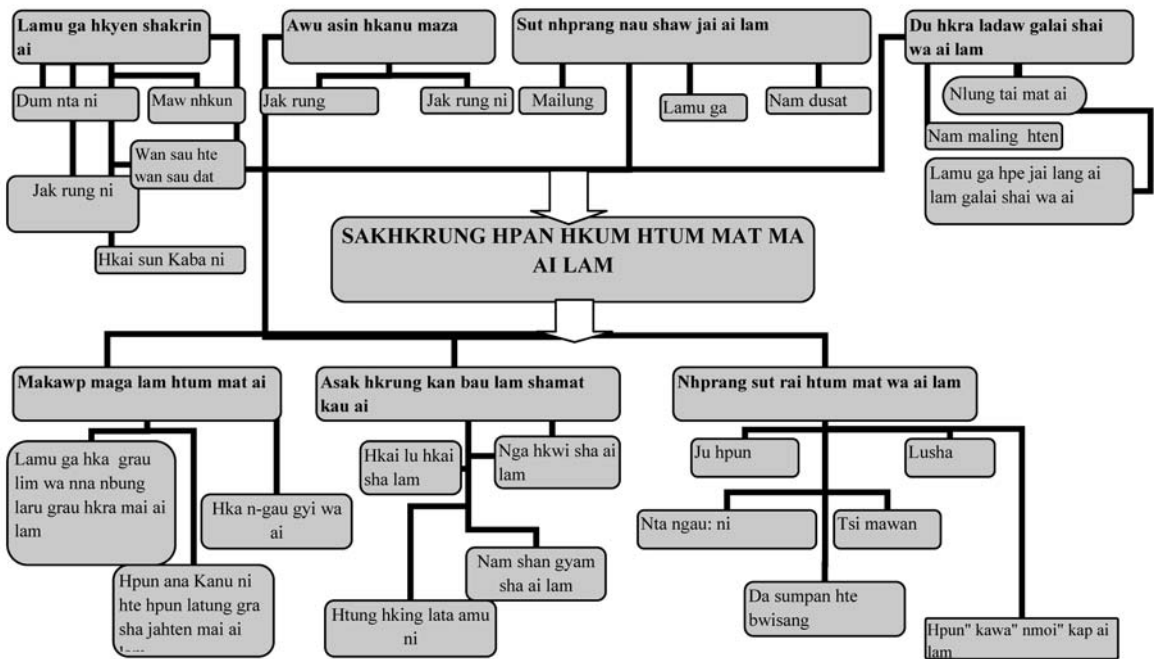 Lamu ga hkyen shakrin
ai
Awu asin hkanu maza
Sut nhprang nau shaw jai ai lam
Du hkra ladaw galai shai
wa ai lam
Dum nta ni
Maw nhkun
Jak rung
Jak rung ni
Mailung
Lamu ga
Nam dusat
Nlung tai mat ai
Nam maling hten
Wan sau hte
wan sau dat
Jak rung ni
Lamu ga hpe jai lang ai
lam galai shai wa ai
Hkai sun Kaba ni
SAKHKRUNG HPAN HKUM HTUM MAT MA
AI LAM
Makawp maga lam htum mat ai
Asak hkrung kan bau lam shamat
kau ai
Nhprang sut rai htum mat wa ai lam
Lamu ga hka grau
lim wa nna nbung
laru grau hkra mai ai
lam
Hka n-gau gyi wa
ai
Hpun ana Kanu ni
hte hpun latung gra
sha jahten mai ai
Hkai lu hkai
sha lam
Nga hkwi sha ai
lam
Nam shan gyam
sha ai lam
Htung hking lata amu
ni
Ju hpun
Lusha
Nta ngau: ni
Tsi mawan
Da sumpan hte
bwisang
Hpun" kawa" nmoi" kap ai
lam